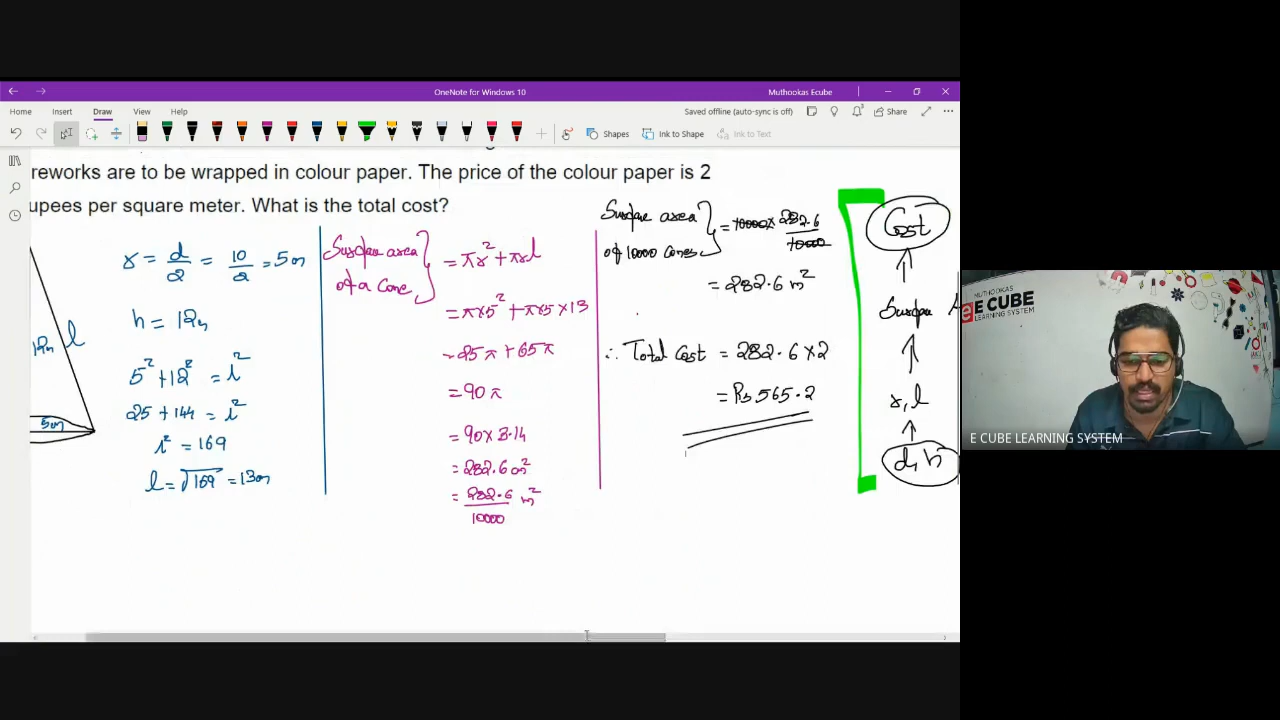 OneNote for Windows 10
Muthookas Ecube
Home Insert Draw View Help
Saved offline (auto-sync is off)
Share
Shapes
Ink to Shape
Ink to Text
reworks are to be wrapped in colour paper. The price of the colour paper is 2
upees per square meter. What is the total cost?
12m l
5cm
r = d/2 = 10/2 = 5cm
h = 12m
5² + 12² = l²
25 + 144 = l²
l² = 169
l = √169 = 13cm
Surface area
of a Cone
= πr² + πrl
= π×5² + π×5×13
= 25π + 65π
= 90π
= 90×3.14
= 282.6 cm²
= 282.6/10000 m²
Surface area
of 10000 Cones
= 10000 × 282.6/10000
= 282.6 m²
∴ Total Cost = 282.6×2
= Rs.565.2
Cost
Surface A
r, l
d, h
MUTHOOKAS
E CUBE
LEARNING SYSTEM
E CUBE LEARNING SYSTEM